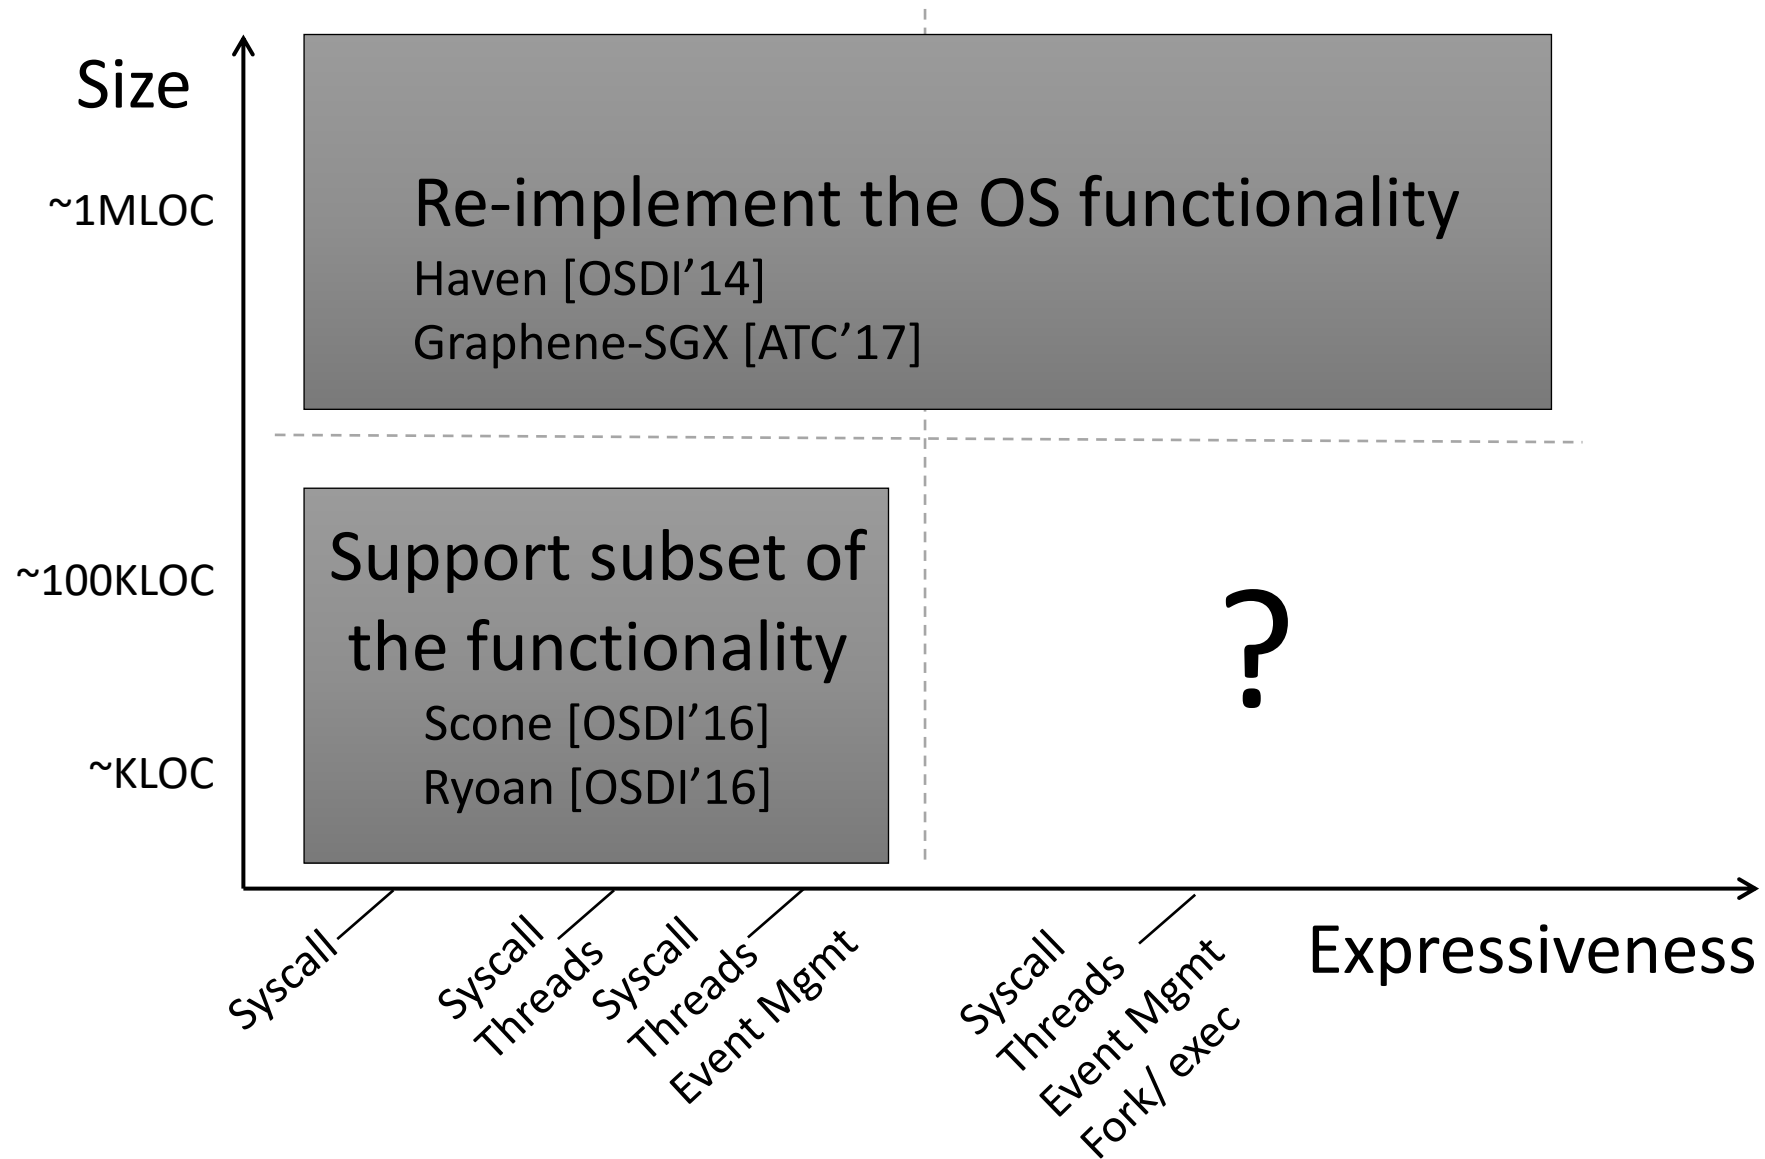 Size
~1MLOC
Re-implement the OS functionality
Haven [OSDI’14]
Graphene-SGX [ATC’17]
~100KLOC
Support subset of
the functionality
Scone [OSDI’16]
Ryoan [OSDI’16]
?
~KLOC
Syscall
Syscall
Threads
Syscall
Threads
Event Mgmt
Syscall
Threads
Event Mgmt
Fork/ exec
Expressiveness